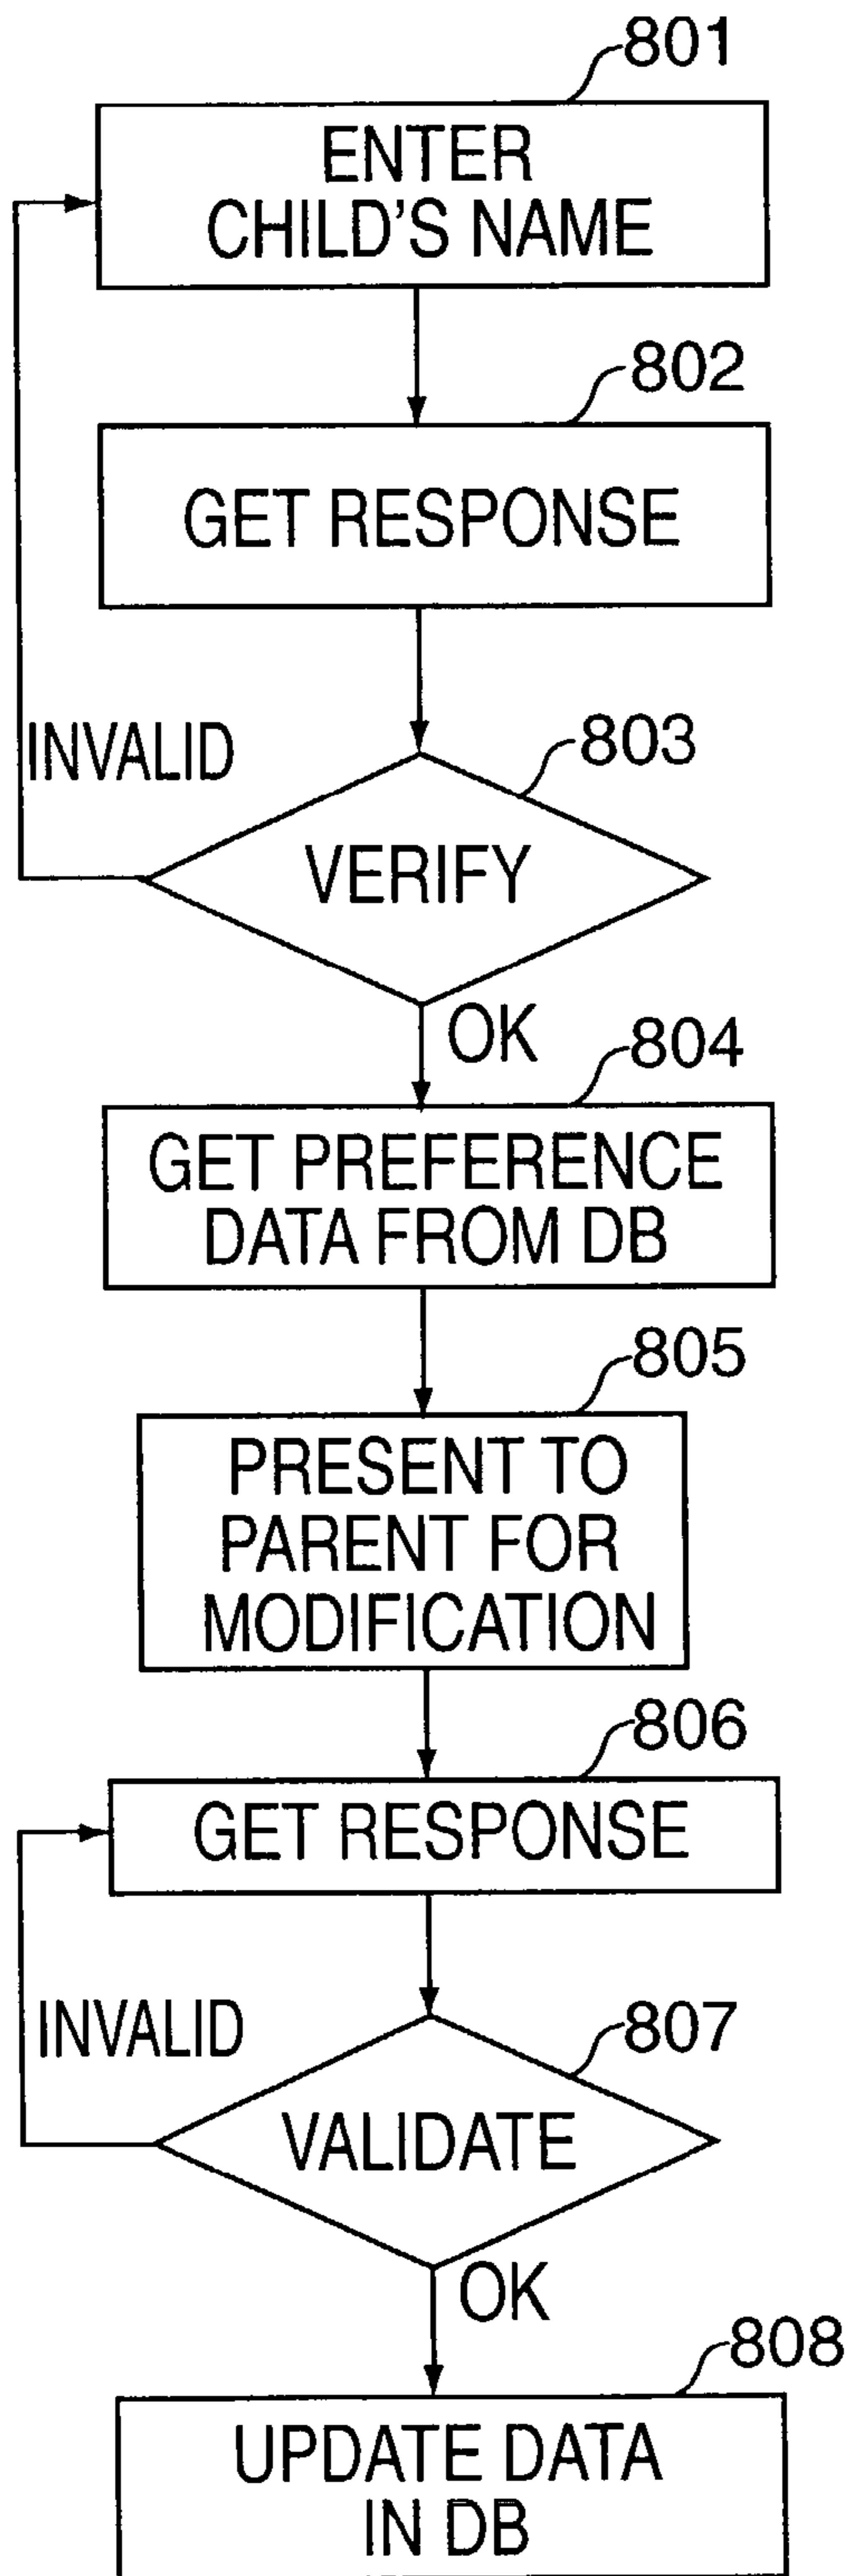 801
ENTER
CHILD'S NAME
802
GET RESPONSE
INVALID
803
VERIFY
OK
804
GET PREFERENCE
DATA FROM DB
805
PRESENT TO
PARENT FOR
MODIFICATION
806
GET RESPONSE
INVALID
807
VALIDATE
OK
808
UPDATE DATA
IN DB